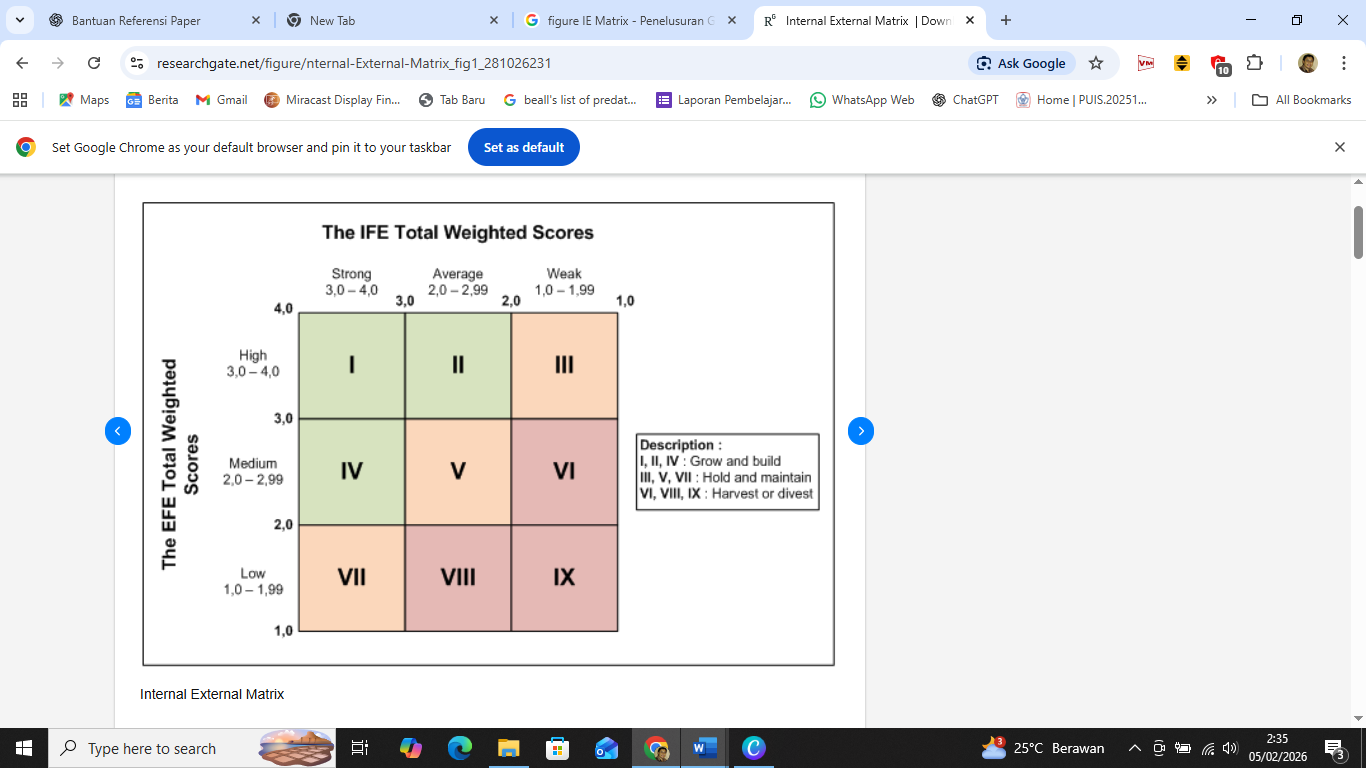 Bantuan Referensi Paper
New Tab
figure IE Matrix - Penelusuran G
Internal External Matrix | Down
researchgate.net/figure/nternal-External-Matrix_fig1_281026231
Ask Google
VM
10
Maps
Berita
Gmail
Miracast Display Fin...
Tab Baru
beall's list of predat...
Laporan Pembelajar...
WhatsApp Web
ChatGPT
Home | PUIS.20251...
All Bookmarks
Set Google Chrome as your default browser and pin it to your taskbar
Set as default
The IFE Total Weighted Scores
Strong
3,0 – 4,0
Average
2,0 – 2,99
Weak
1,0 – 1,99
4,0
3,0
2,0
1,0
The EFE Total Weighted
Scores
High
3,0 – 4,0
I
II
III
3,0
Medium
2,0 – 2,99
IV
V
VI
2,0
Low
1,0 – 1,99
VII
VIII
IX
1,0
Description :
I, II, IV : Grow and build
III, V, VII : Hold and maintain
VI, VIII, IX : Harvest or divest
Internal External Matrix
Type here to search
3
25°C Berawan
2:35
05/02/2026
3